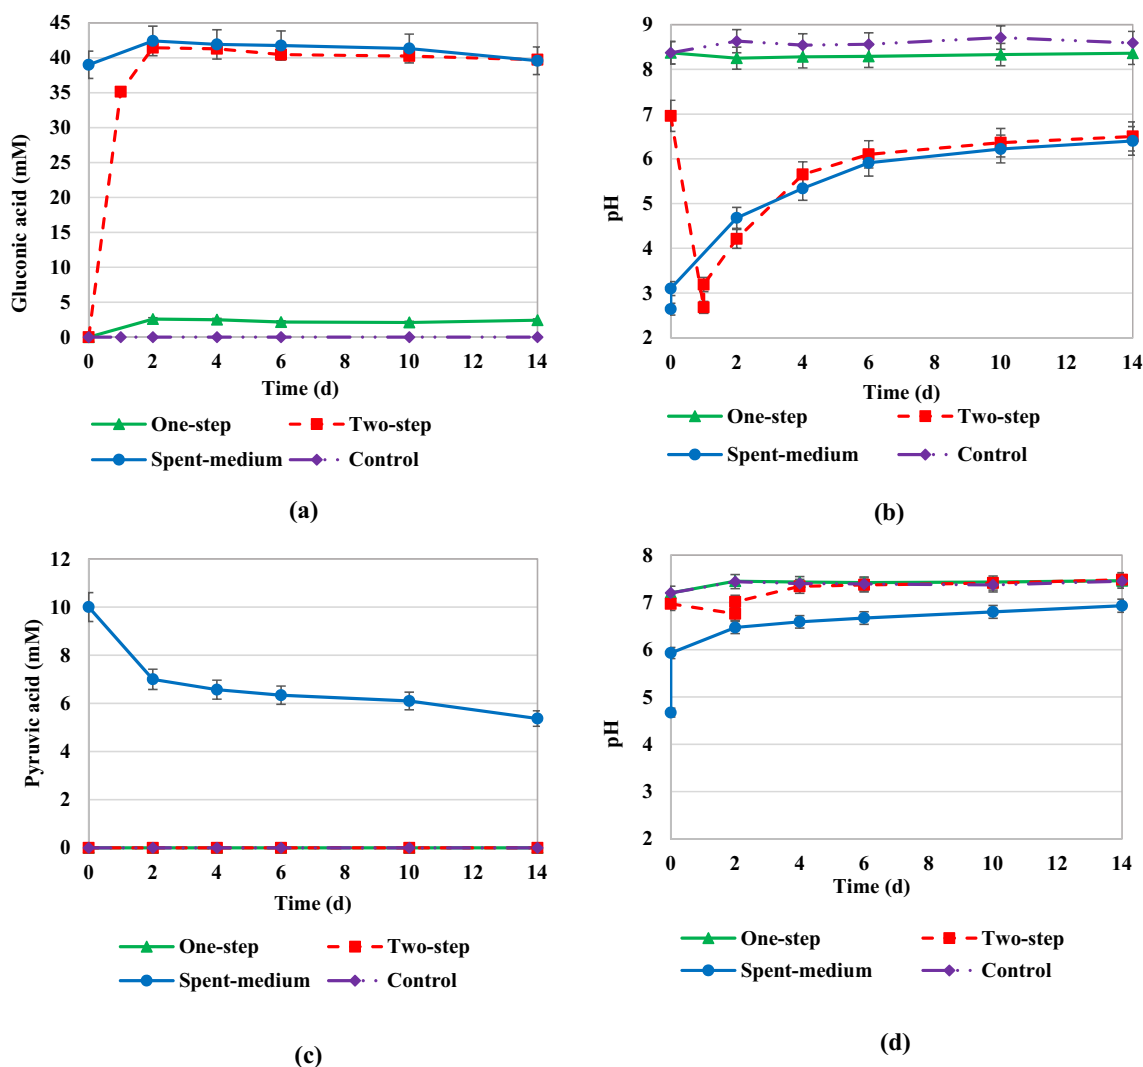 45
40
35
30
25
20
15
10
5
0
Gluconic acid (mM)
0 2 4 6 8 10 12 14
Time (d)
One-step Two-step
Spent-medium Control
(a)
9
8
7
6
5
4
3
2
pH
0 2 4 6 8 10 12 14
Time (d)
One-step Two-step
Spent-medium Control
(b)
12
10
8
6
4
2
0
Pyruvic acid (mM)
0 2 4 6 8 10 12 14
Time (d)
One-step Two-step
Spent-medium Control
(c)
8
7
6
5
4
3
2
pH
0 2 4 6 8 10 12 14
Time (d)
One-step Two-step
Spent-medium Control
(d)